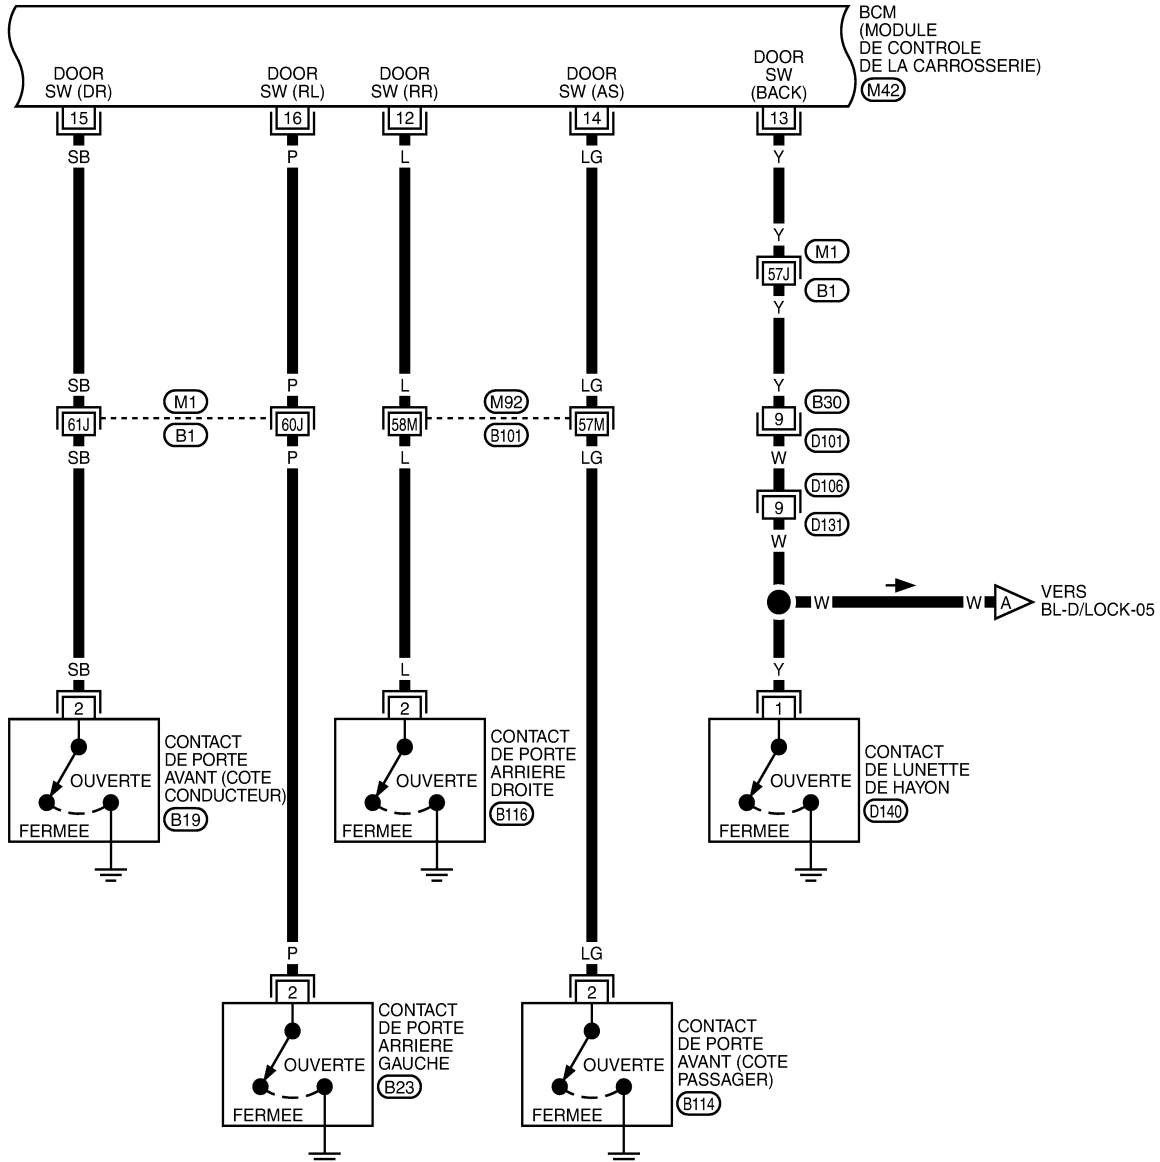 BCM
(MODULE
DE CONTROLE
DE LA CARROSSERIE)
M42
DOOR
SW (DR)
DOOR
SW (RL)
DOOR
SW (RR)
DOOR
SW (AS)
DOOR
SW
(BACK)
15
16
12
14
13
SB
P
L
LG
Y
Y
M1
57J
B1
Y
SB
P
L
LG
Y
61J
M1
B1
60J
58M
M92
B101
57M
B30
9
D101
SB
P
L
LG
W
D106
9
D131
W
W
W
A
VERS
BL-D/LOCK-05
SB
L
Y
2
2
1
OUVERTE
FERMEE
CONTACT
DE PORTE
AVANT (COTE
CONDUCTEUR)
B19
OUVERTE
FERMEE
CONTACT
DE PORTE
ARRIERE
DROITE
B116
OUVERTE
FERMEE
CONTACT
DE LUNETTE
DE HAYON
D140
P
LG
2
2
OUVERTE
FERMEE
CONTACT
DE PORTE
ARRIERE
GAUCHE
B23
OUVERTE
FERMEE
CONTACT
DE PORTE
AVANT (COTE
PASSAGER)
B114